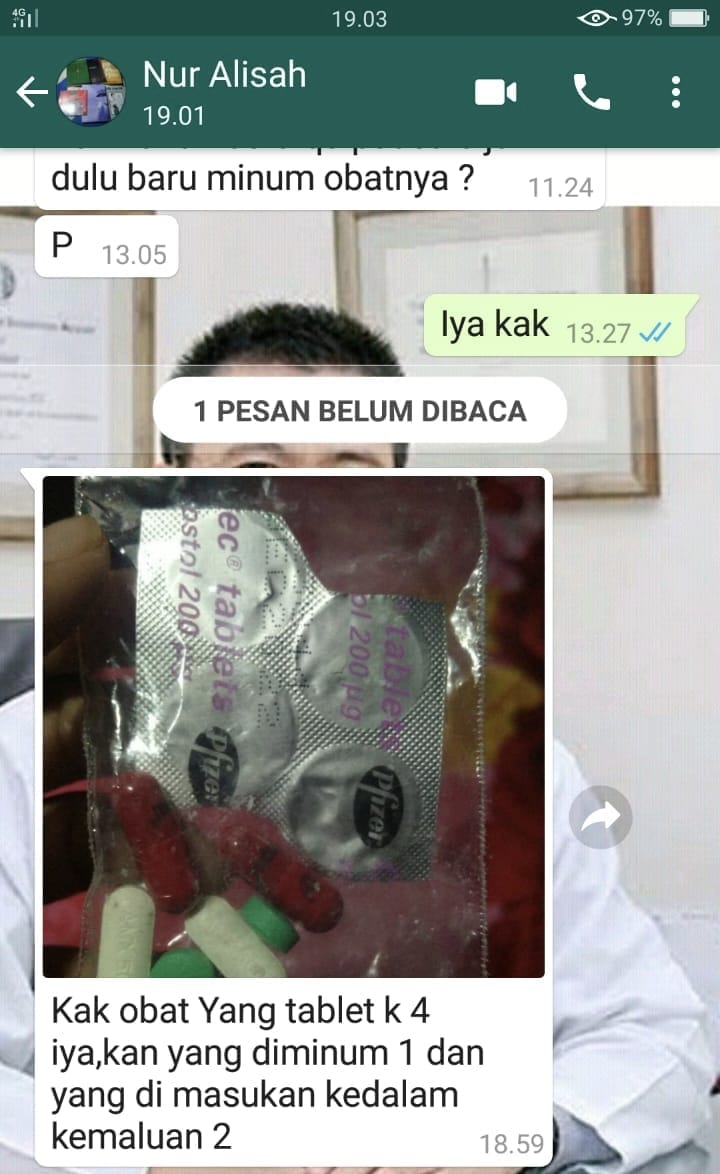 4G
19.03
97%
Nur Alisah
19.01
dulu baru minum obatnya ?
11.24
P
13.05
Iya kak
13.27
1 PESAN BELUM DIBACA
ec® tablets
ostol 200
Pfizer
tablets
ol 200 µg
Pfizer
Kak obat Yang tablet k 4
iya,kan yang diminum 1 dan
yang di masukan kedalam
kemaluan 2
18.59